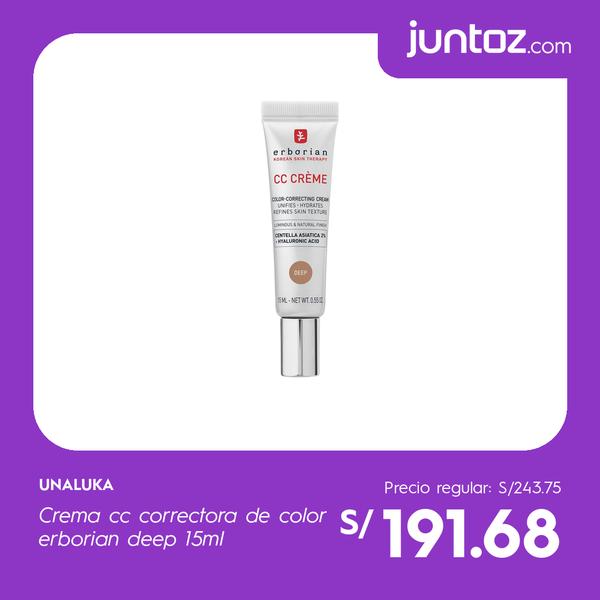 juntoz.com
erborian
KOREAN SKIN THERAPY
CC CRÈME
COLOR-CORRECTING CREAM
UNIFIES • HYDRATES
REFINES SKIN TEXTURE
LUMINOUS & NATURAL FINISH
CENTELLA ASIATICA 2%
• HYALURONIC ACID
DEEP
15 ML - NET WT. 0.55 OZ.
UNALUKA
Crema cc correctora de color
erborian deep 15ml
Precio regular: S/243.75
S/191.68